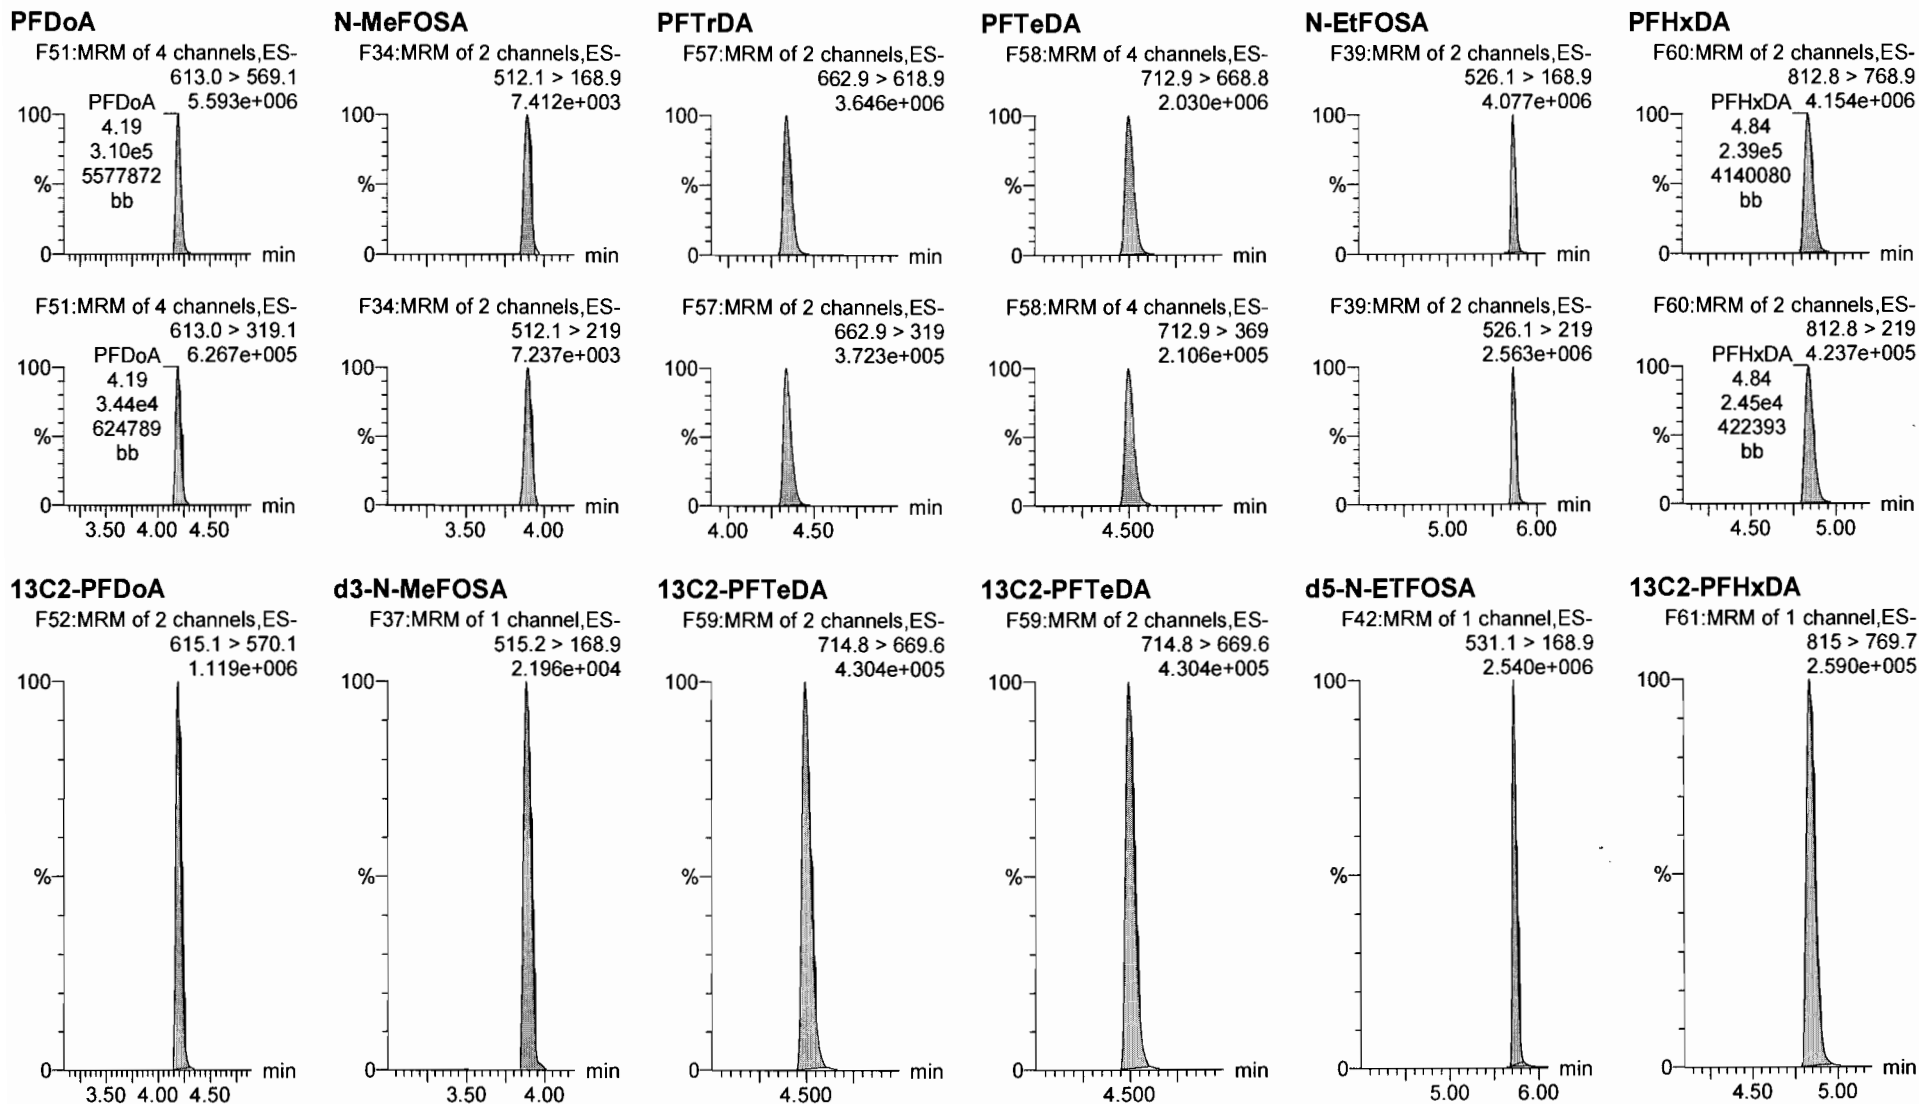 PFDoA
F51:MRM of 4 channels,ES-
613.0 > 569.1
5.593e+006
PFDoA
4.19
3.10e5
5577872
bb
100
%
0
min
N-MeFOSA
F34:MRM of 2 channels,ES-
512.1 > 168.9
7.412e+003
100
%
0
min
PFTrDA
F57:MRM of 2 channels,ES-
662.9 > 618.9
3.646e+006
100
%
0
min
PFTeDA
F58:MRM of 4 channels,ES-
712.9 > 668.8
2.030e+006
100
%
0
min
N-EtFOSA
F39:MRM of 2 channels,ES-
526.1 > 168.9
4.077e+006
100
%
0
min
PFHxDA
F60:MRM of 2 channels,ES-
812.8 > 768.9
4.154e+006
PFHxDA
4.84
2.39e5
4140080
bb
100
%
0
min
F51:MRM of 4 channels,ES-
613.0 > 319.1
6.267e+005
PFDoA
4.19
3.44e4
624789
bb
100
%
0
min
3.50 4.00 4.50
F34:MRM of 2 channels,ES-
512.1 > 219
7.237e+003
100
%
0
min
3.50 4.00
F57:MRM of 2 channels,ES-
662.9 > 319
3.723e+005
100
%
0
min
4.00 4.50
F58:MRM of 4 channels,ES-
712.9 > 369
2.106e+005
100
%
0
min
4.500
F39:MRM of 2 channels,ES-
526.1 > 219
2.563e+006
100
%
0
min
5.00 6.00
F60:MRM of 2 channels,ES-
812.8 > 219
4.237e+005
PFHxDA
4.84
2.45e4
422393
bb
100
%
0
min
4.50 5.00
13C2-PFDoA
F52:MRM of 2 channels,ES-
615.1 > 570.1
1.119e+006
100
%
0
min
3.50 4.00 4.50
d3-N-MeFOSA
F37:MRM of 1 channel,ES-
515.2 > 168.9
2.196e+004
100
%
0
min
3.50 4.00
13C2-PFTeDA
F59:MRM of 2 channels,ES-
714.8 > 669.6
4.304e+005
100
%
0
min
4.500
13C2-PFTeDA
F59:MRM of 2 channels,ES-
714.8 > 669.6
4.304e+005
100
%
0
min
4.500
d5-N-ETFOSA
F42:MRM of 1 channel,ES-
531.1 > 168.9
2.540e+006
100
%
0
min
5.00 6.00
13C2-PFHxDA
F61:MRM of 1 channel,ES-
815 > 769.7
2.590e+005
100
%
0
min
4.50 5.00